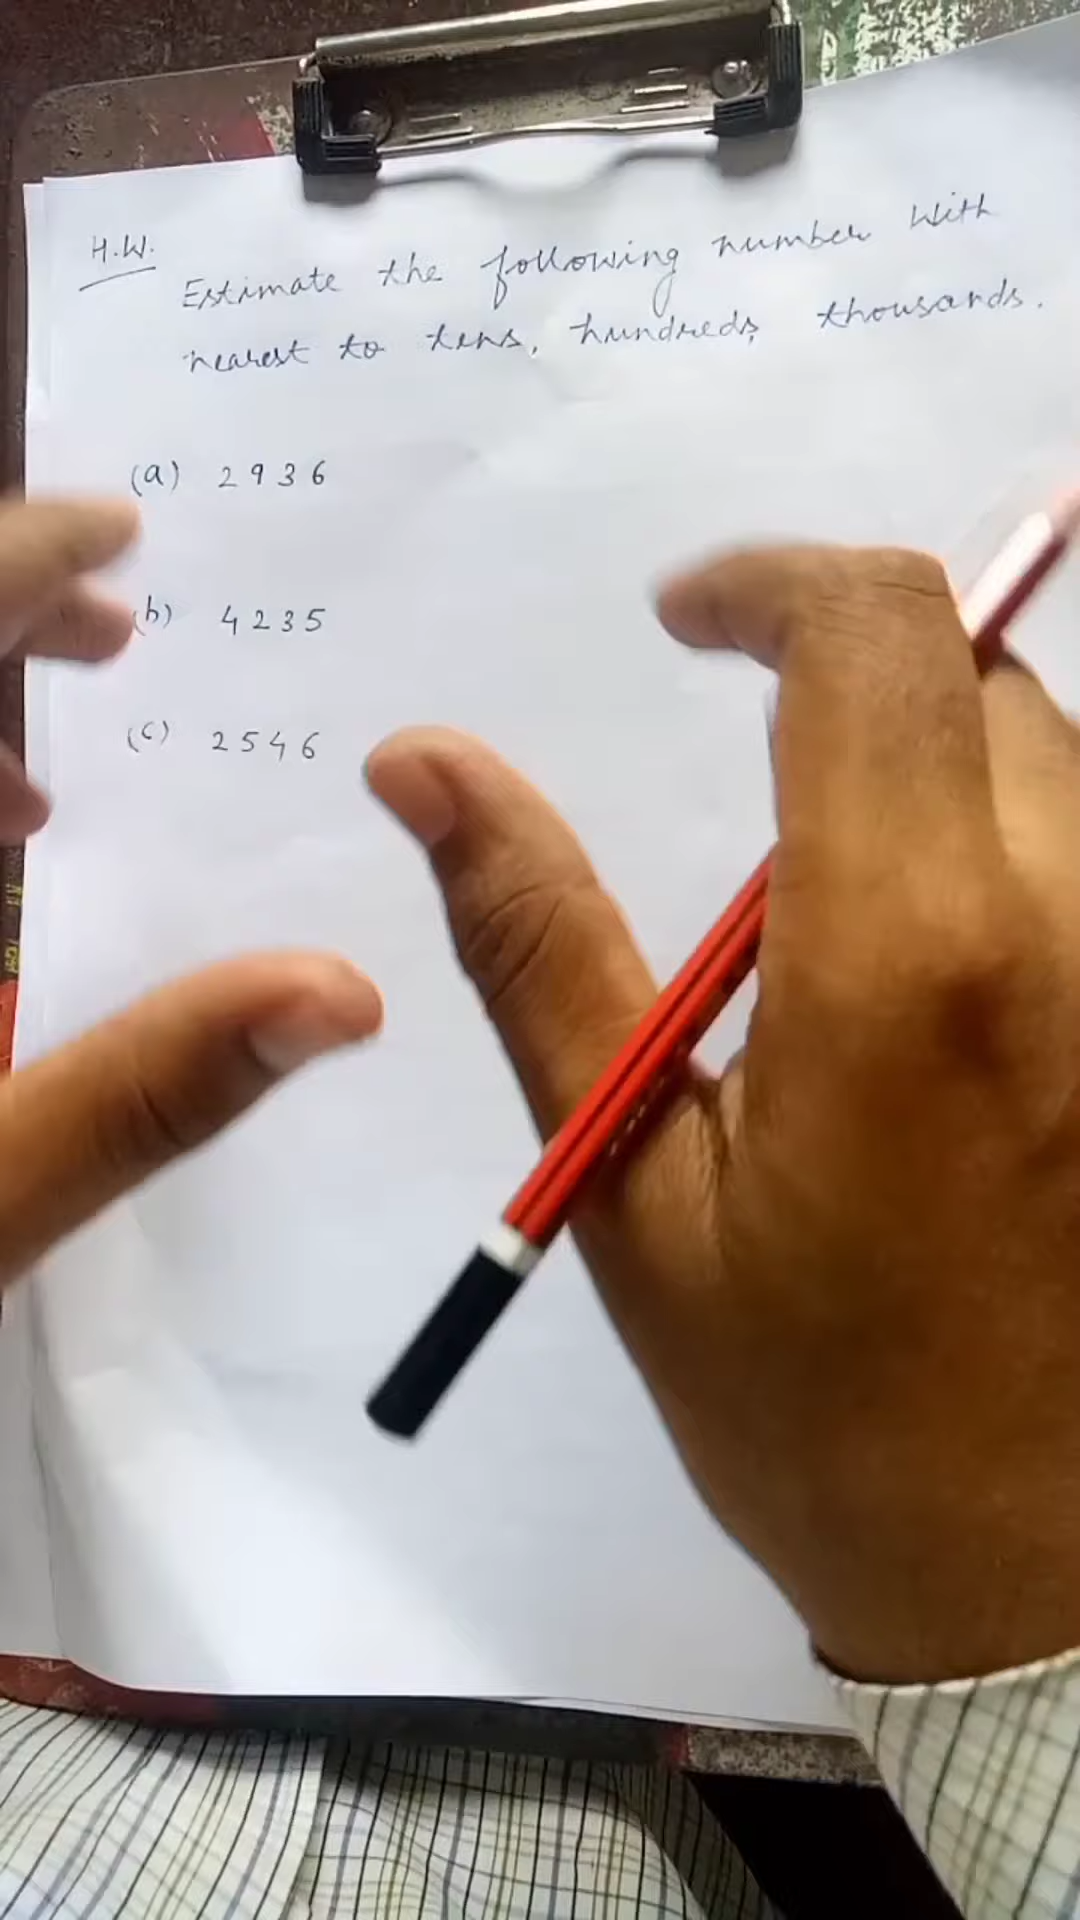 H.W.
Estimate the following number with
nearest to tens, hundreds, thousands.
(a) 2936
(b) 4235
(c) 2546